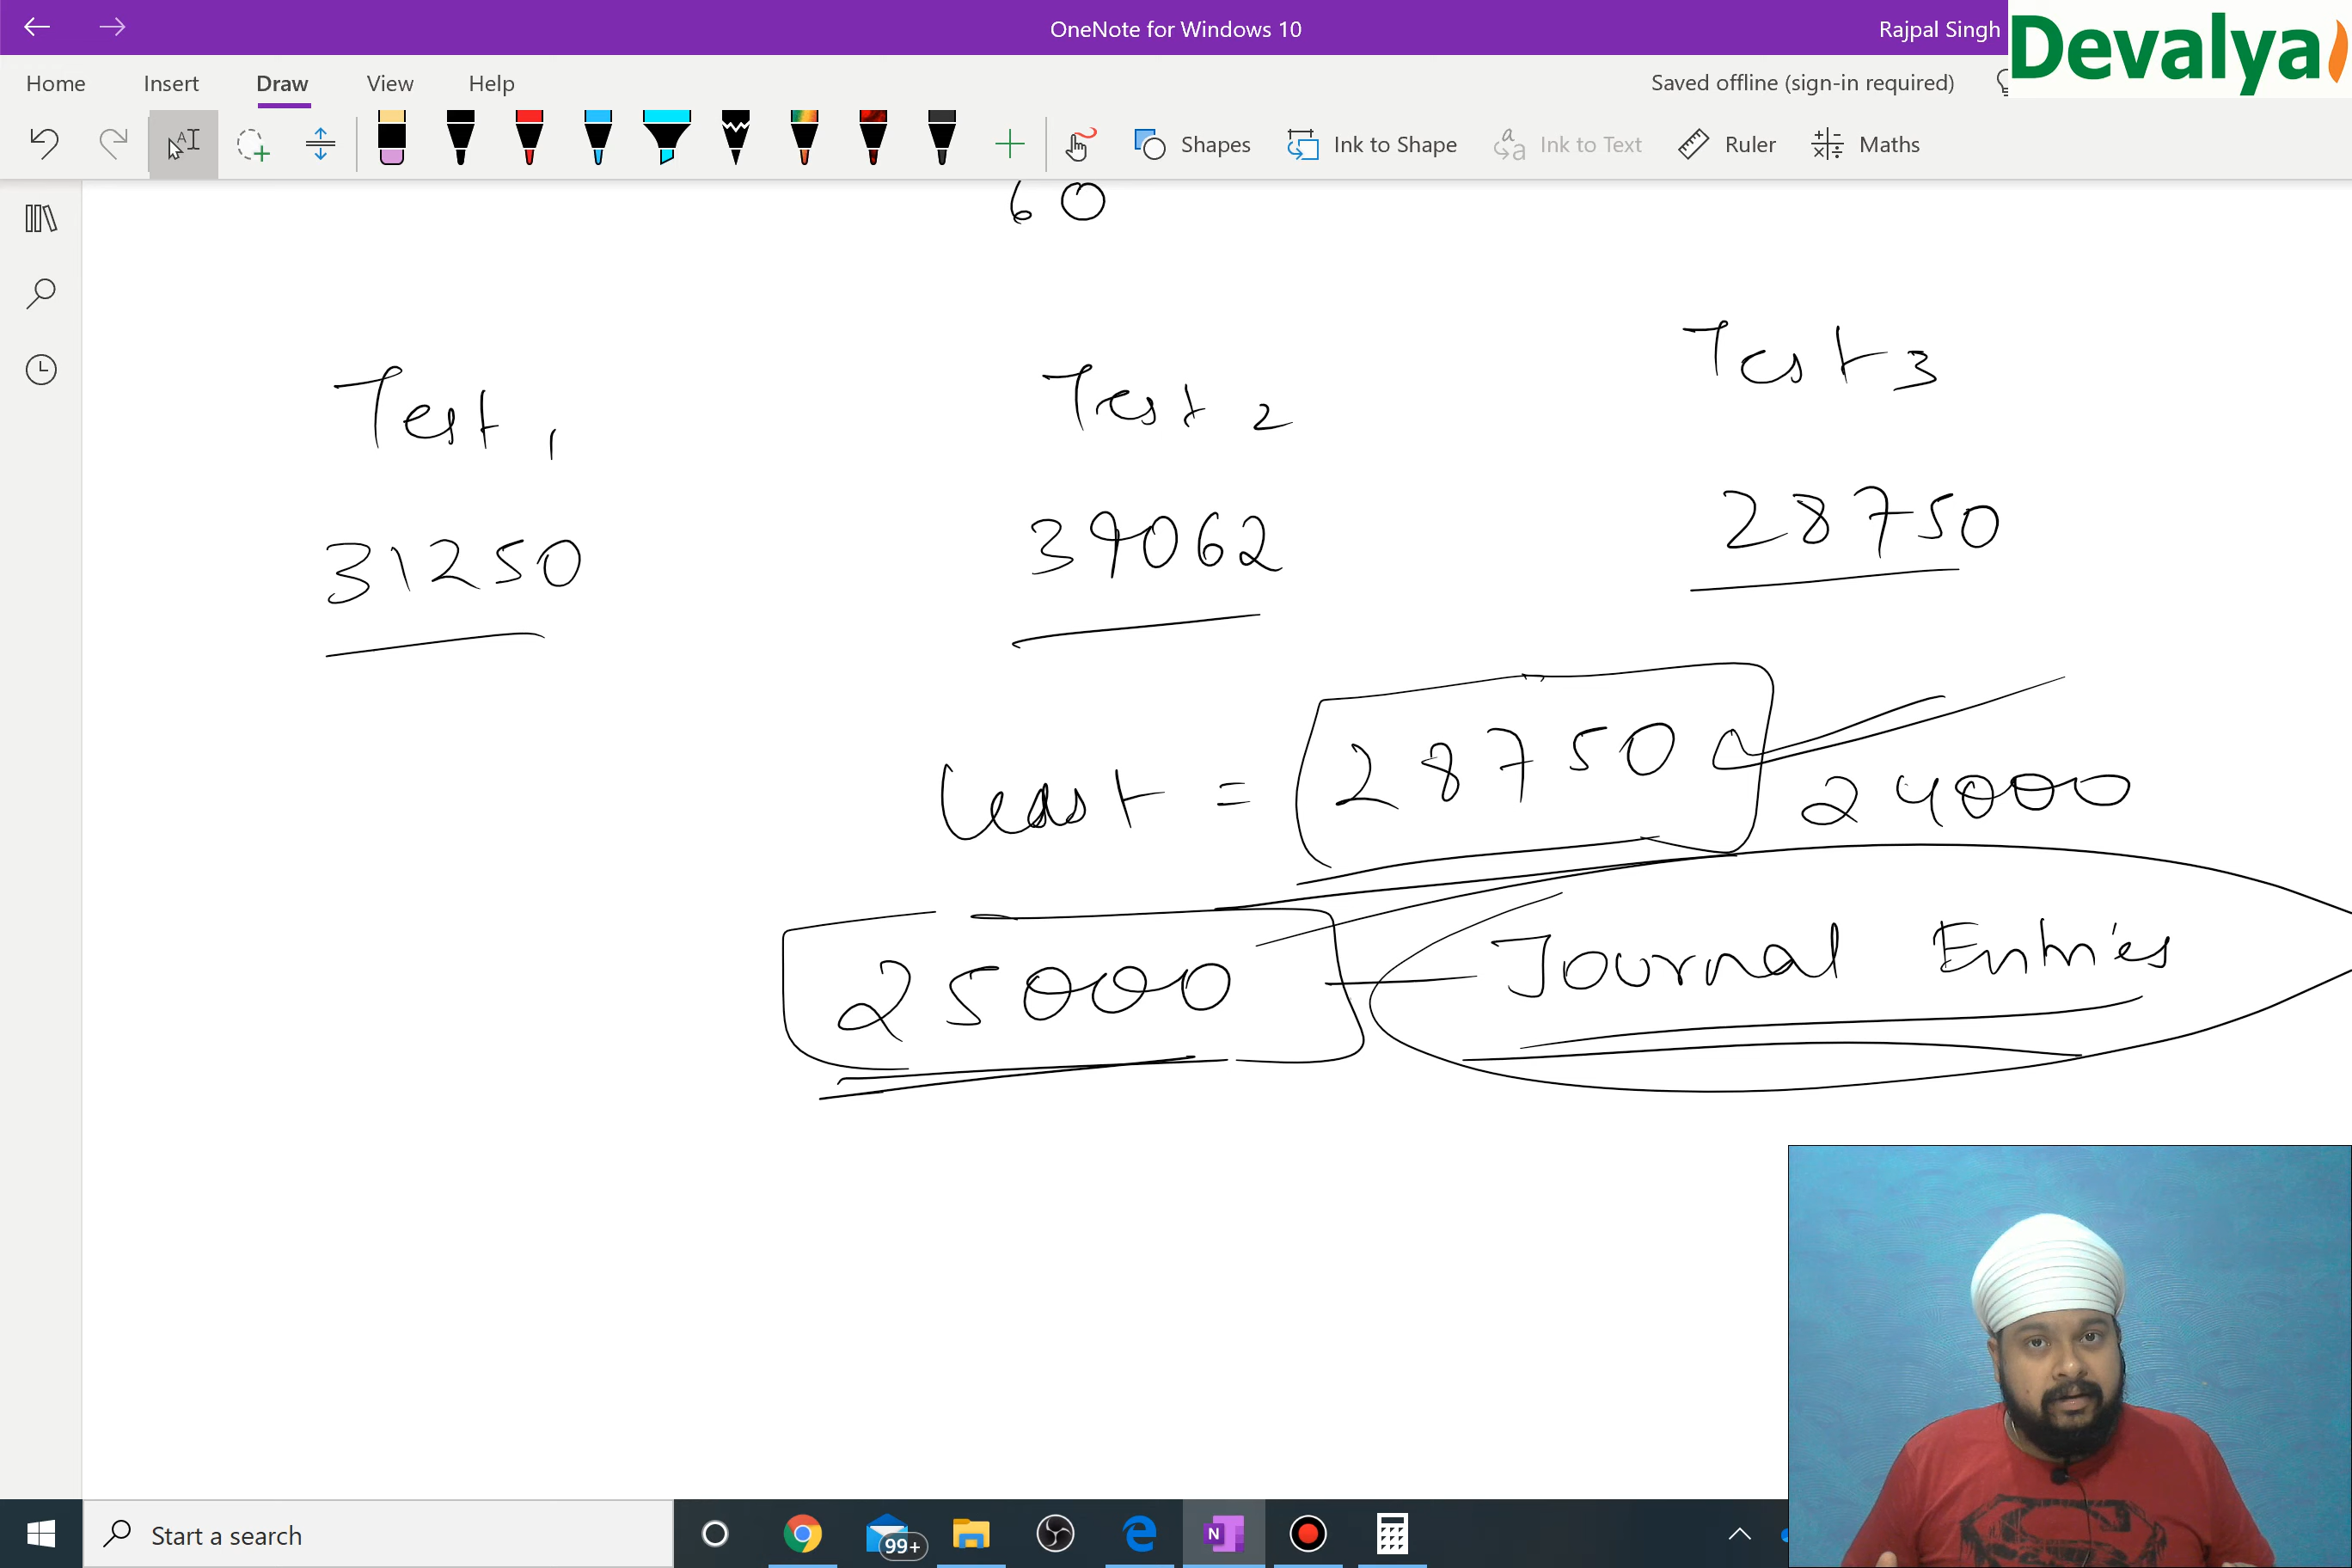 OneNote for Windows 10
Rajpal Singh
Devalya
Home Insert Draw View Help
Saved offline (sign-in required)
Shapes Ink to Shape Ink to Text Ruler Maths
60
Test 1
Test 2
Test 3
31250
39062
28750
Least = 28750
24000
25000 — Journal Entries
Start a search
99+